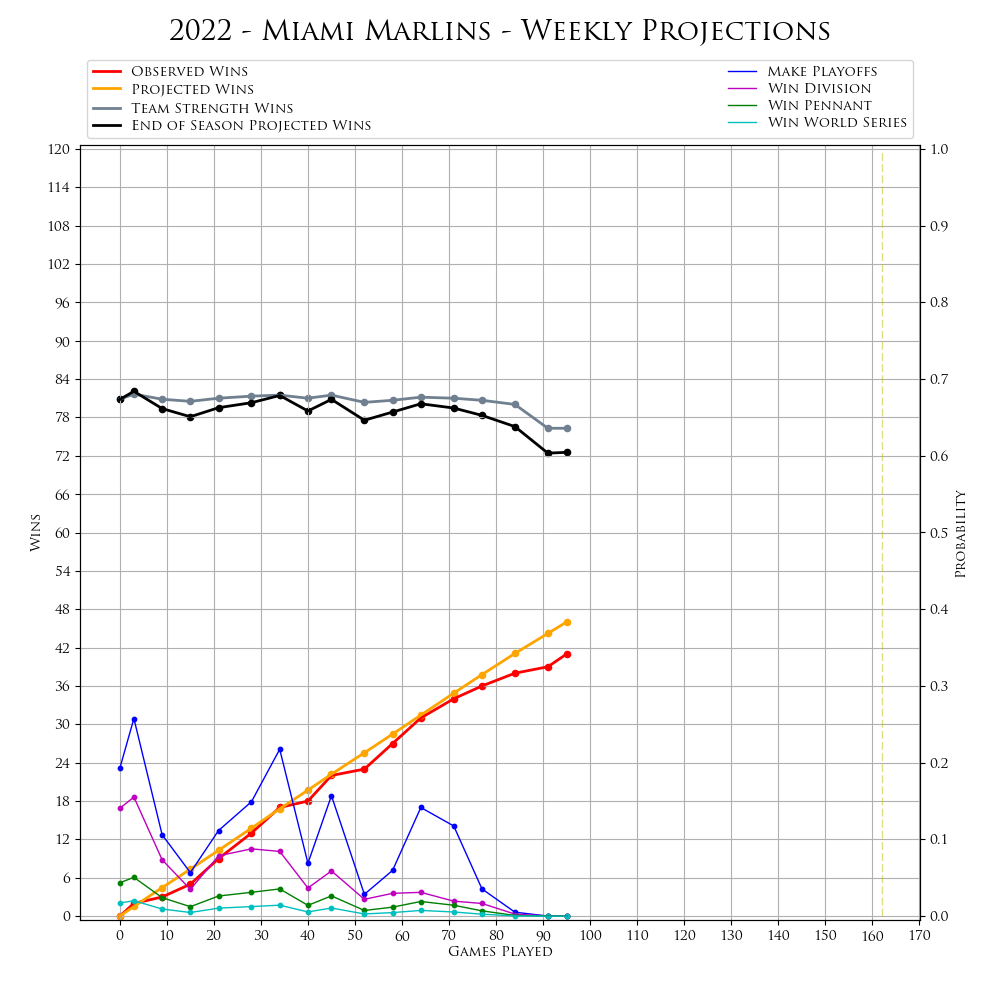 2022 - Miami Marlins - Weekly Projections
Observed Wins
Projected Wins
Team Strength Wins
End of Season Projected Wins
Make Playoffs
Win Division
Win Pennant
Win World Series
120
114
108
102
96
90
84
78
72
66
60
54
48
42
36
30
24
18
12
6
0
Wins
1.0
0.9
0.8
0.7
0.6
0.5
0.4
0.3
0.2
0.1
0.0
Probability
0 10 20 30 40 50 60 70 80 90 100 110 120 130 140 150 160 170
Games Played